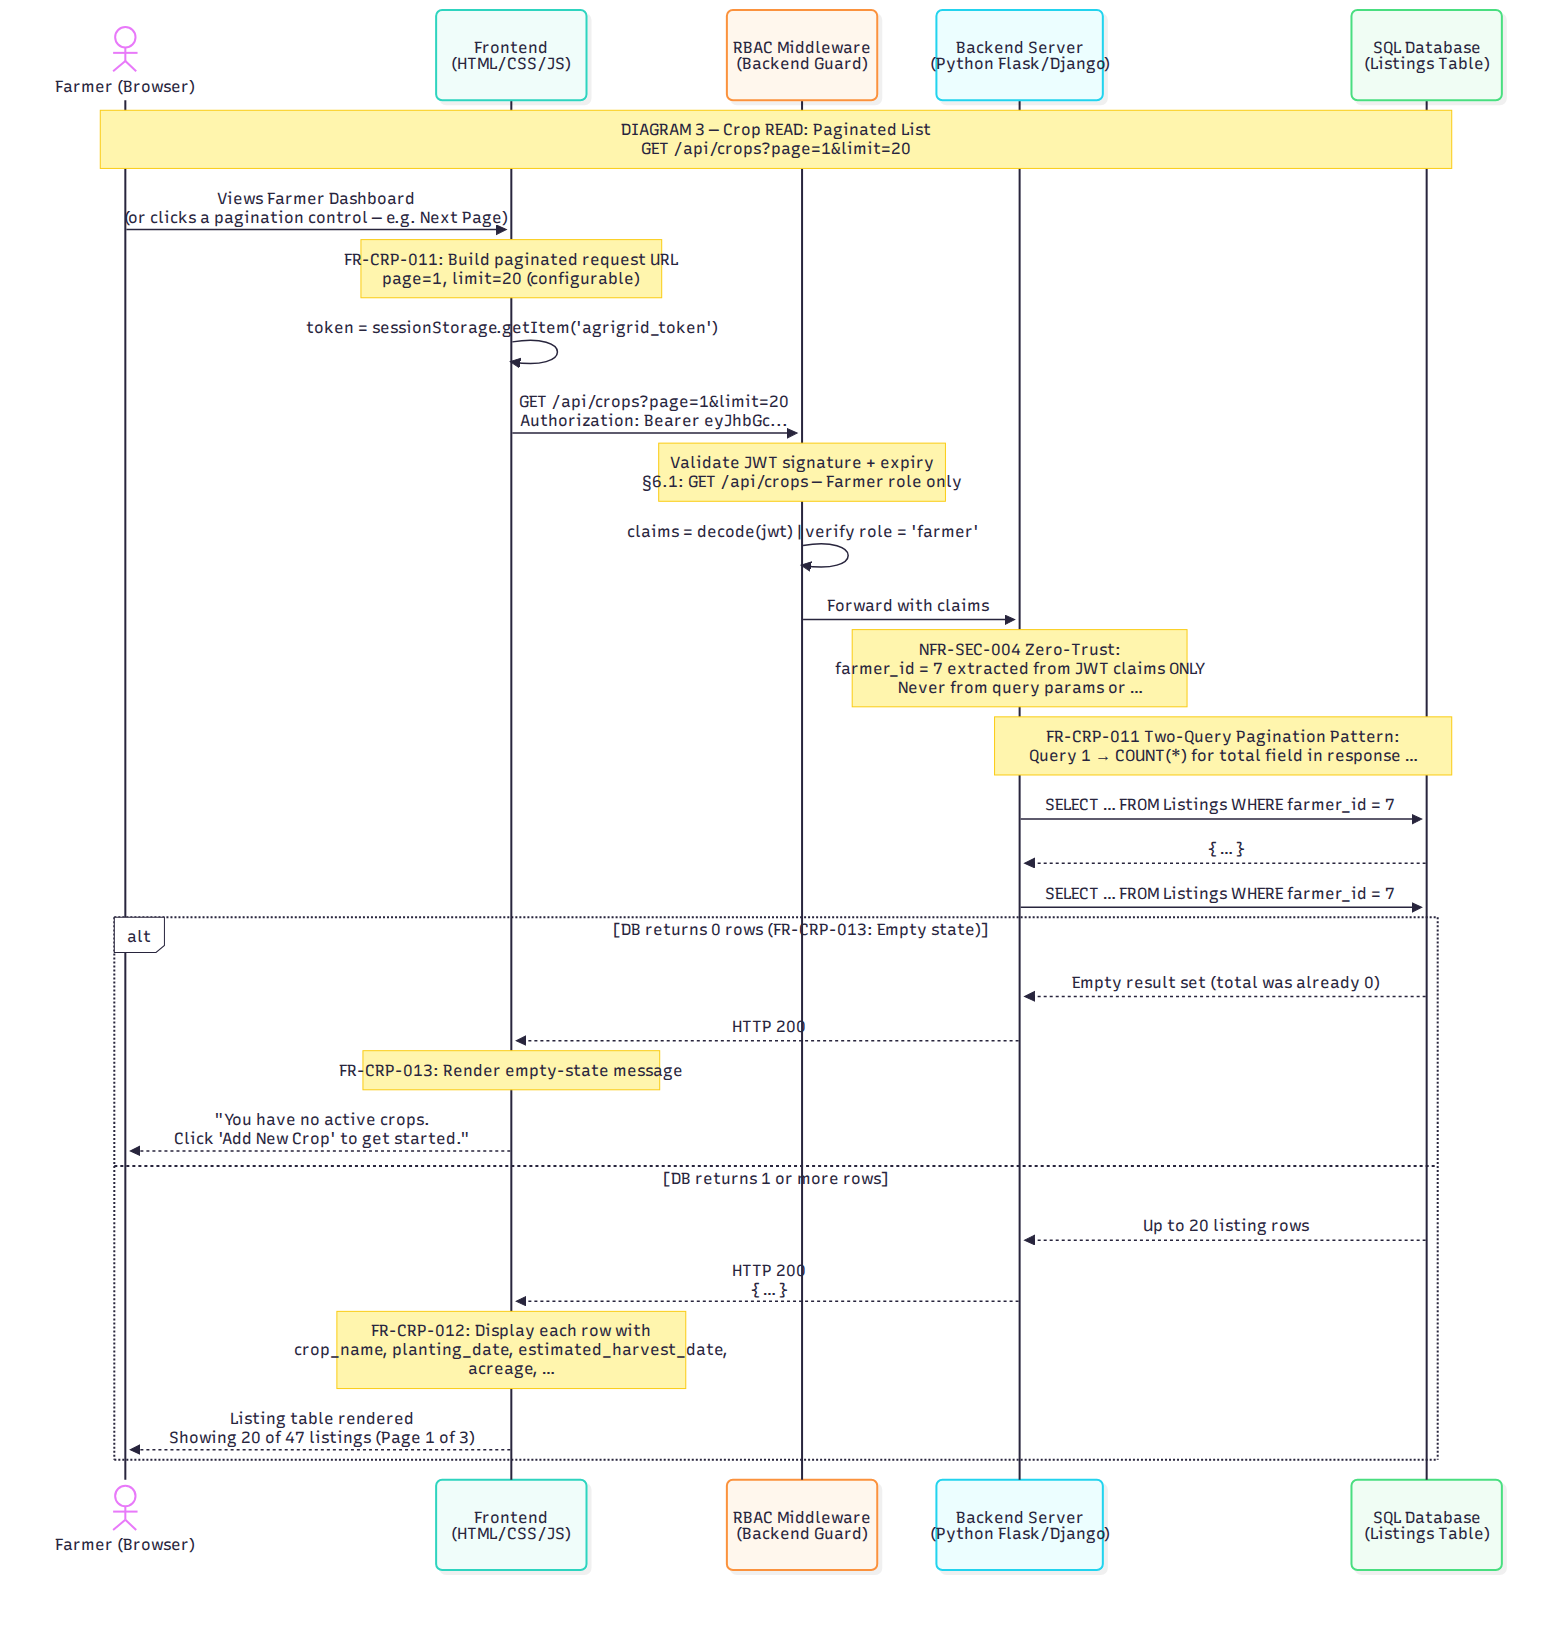 Farmer (Browser)
Frontend
(HTML/CSS/JS)
RBAC Middleware
(Backend Guard)
Backend Server
(Python Flask/Django)
SQL Database
(Listings Table)
DIAGRAM 3 — Crop READ: Paginated List
GET /api/crops?page=1&limit=20
Views Farmer Dashboard
(or clicks a pagination control — e.g. Next Page)
FR-CRP-011: Build paginated request URL
page=1, limit=20 (configurable)
token = sessionStorage.getItem('agrigrid_token')
GET /api/crops?page=1&limit=20
Authorization: Bearer eyJhbGc...
Validate JWT signature + expiry
§6.1: GET /api/crops — Farmer role only
claims = decode(jwt) | verify role = 'farmer'
Forward with claims
NFR-SEC-004 Zero-Trust:
farmer_id = 7 extracted from JWT claims ONLY
Never from query params or ...
FR-CRP-011 Two-Query Pagination Pattern:
Query 1 → COUNT(*) for total field in response ...
SELECT ... FROM Listings WHERE farmer_id = 7
{ ... }
SELECT ... FROM Listings WHERE farmer_id = 7
alt
[DB returns 0 rows (FR-CRP-013: Empty state)]
Empty result set (total was already 0)
HTTP 200
FR-CRP-013: Render empty-state message
"You have no active crops.
Click 'Add New Crop' to get started."
[DB returns 1 or more rows]
Up to 20 listing rows
HTTP 200
{ ... }
FR-CRP-012: Display each row with
crop_name, planting_date, estimated_harvest_date,
acreage, ...
Listing table rendered
Showing 20 of 47 listings (Page 1 of 3)
Farmer (Browser)
Frontend
(HTML/CSS/JS)
RBAC Middleware
(Backend Guard)
Backend Server
(Python Flask/Django)
SQL Database
(Listings Table)